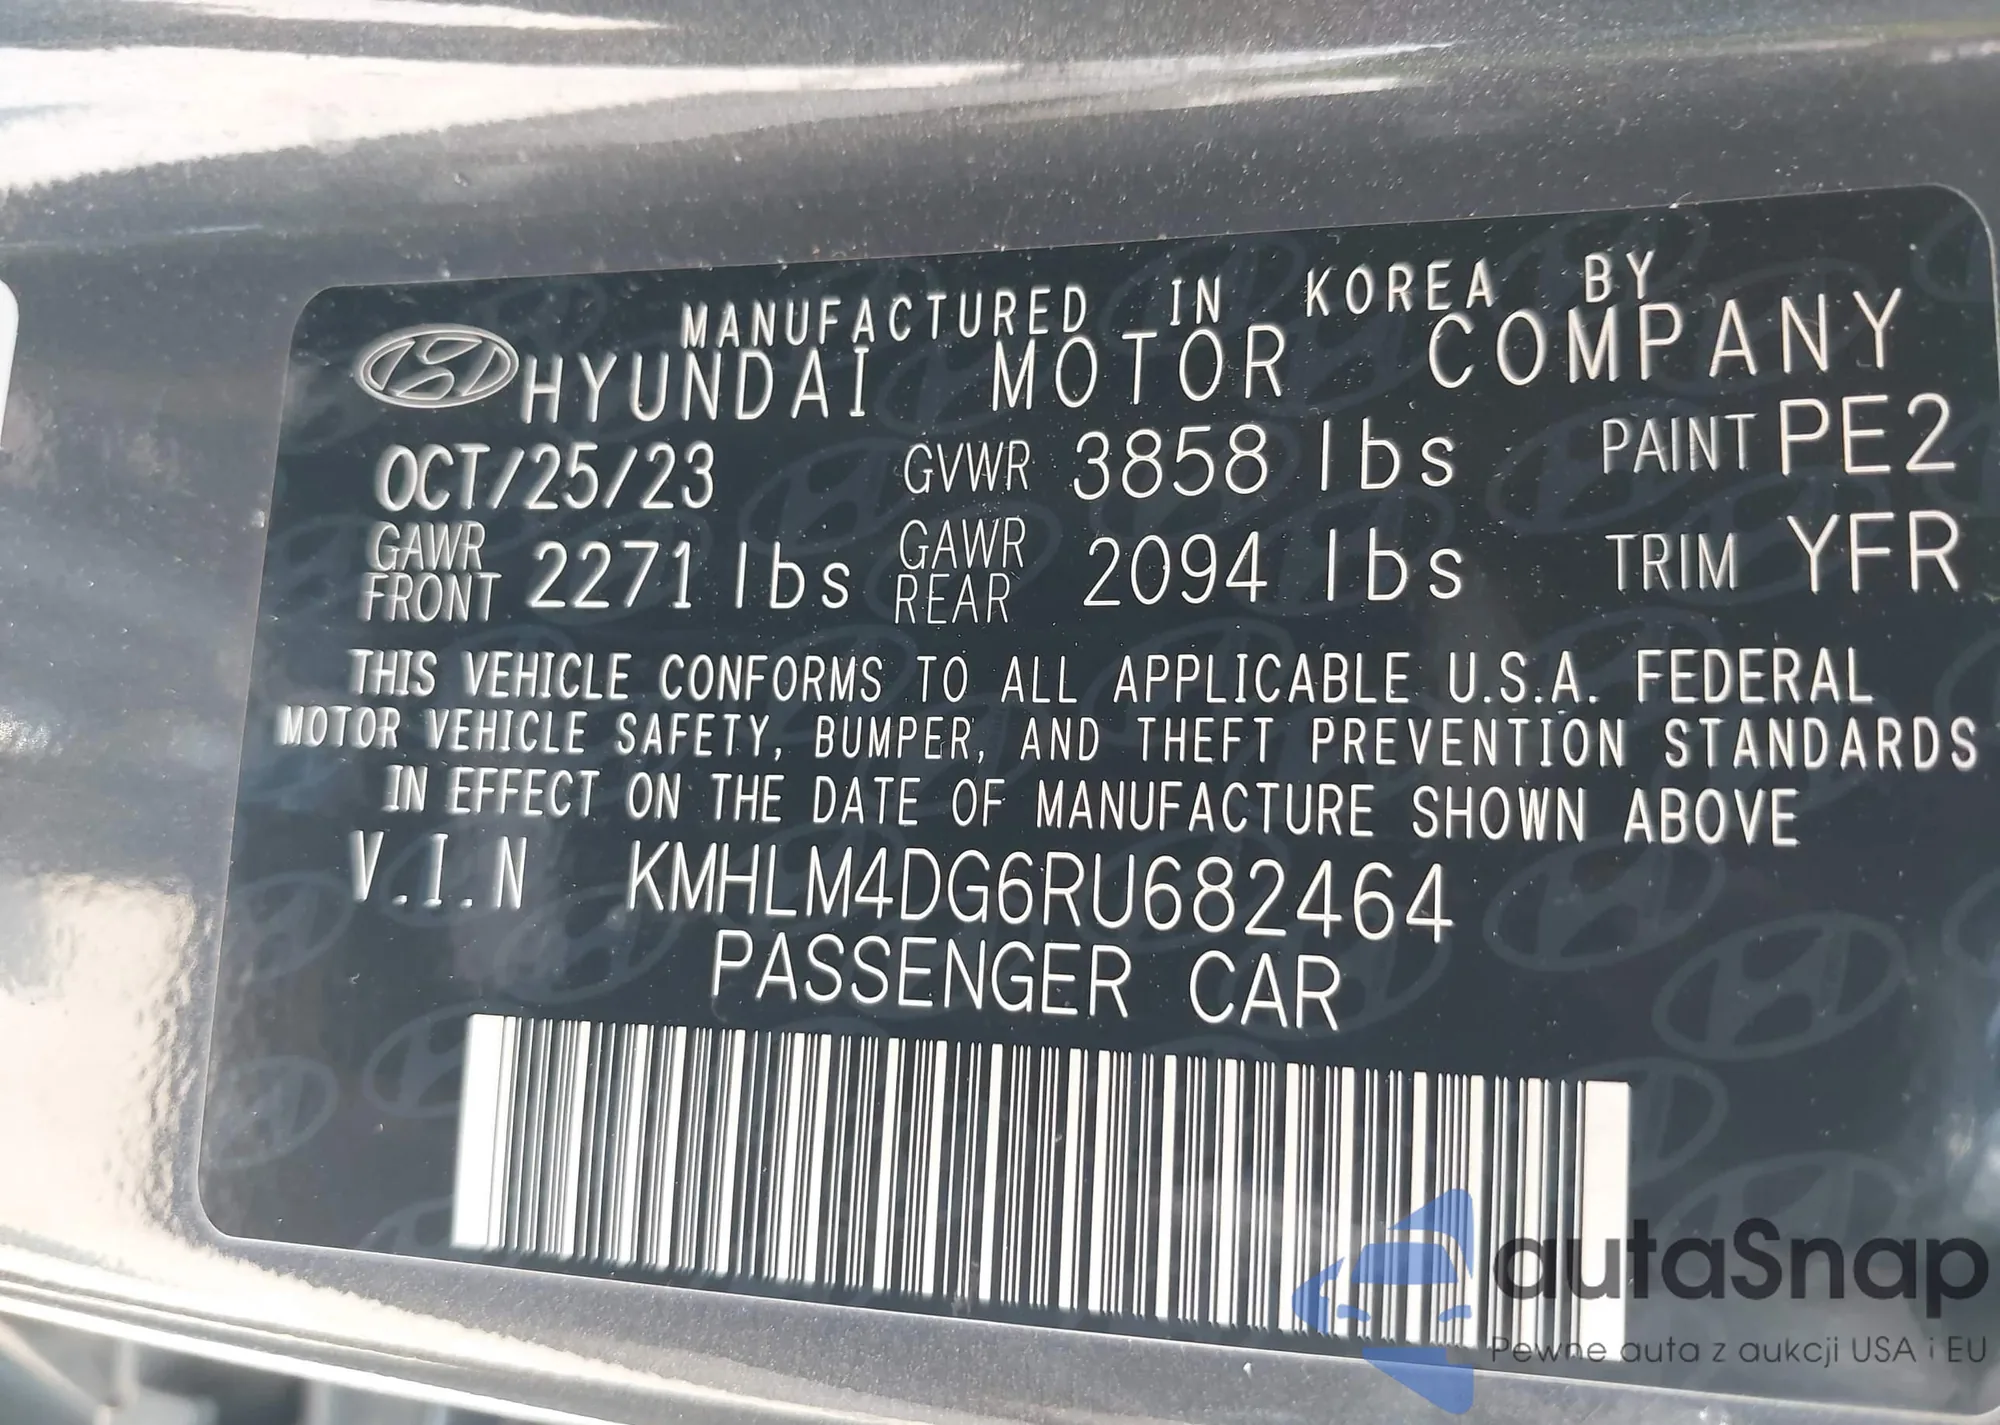 MANUFACTURED IN KOREA BY
HYUNDAI MOTOR COMPANY
OCT/25/23 GVWR 3858 lbs PAINT PE2
GAWR FRONT 2271 lbs GAWR REAR 2094 lbs TRIM YFR
THIS VEHICLE CONFORMS TO ALL APPLICABLE U.S.A. FEDERAL
MOTOR VEHICLE SAFETY, BUMPER, AND THEFT PREVENTION STANDARDS
IN EFFECT ON THE DATE OF MANUFACTURE SHOWN ABOVE
V.I.N KMHLM4DG6RU682464
PASSENGER CAR
autaSnap
Pewne auta z aukcji USA i EU